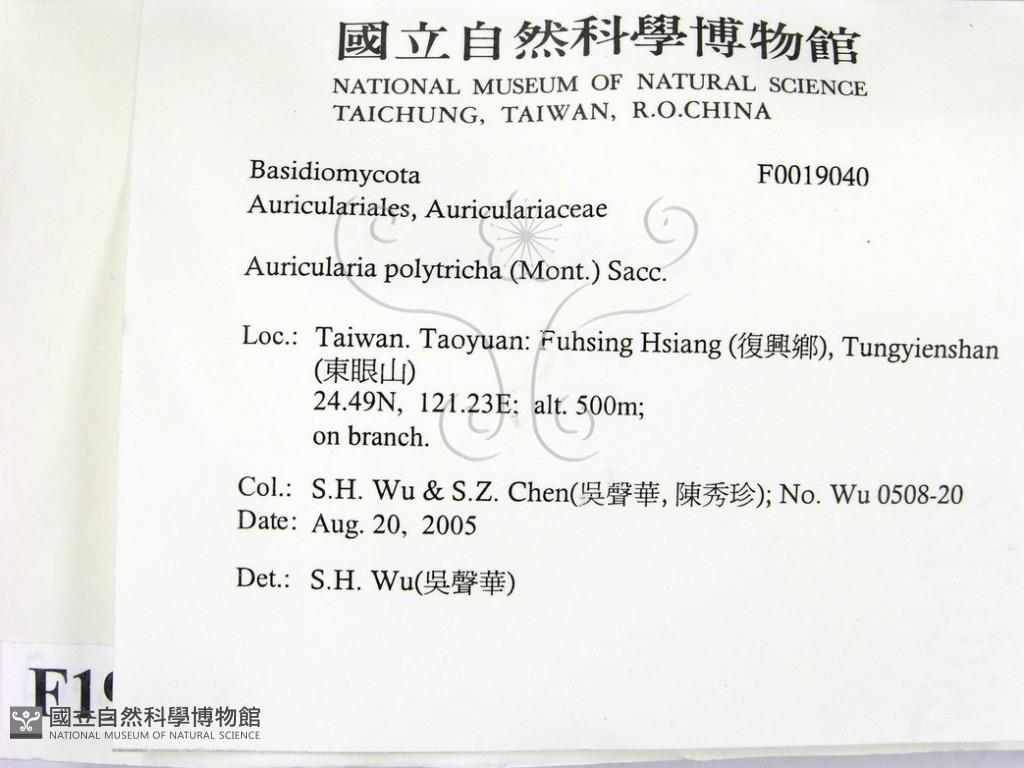 國立自然科學博物館
NATIONAL MUSEUM OF NATURAL SCIENCE
TAICHUNG, TAIWAN, R.O.CHINA
Basidiomycota F0019040
Auriculariales, Auriculariaceae
Auricularia polytricha (Mont.) Sacc.
Loc.: Taiwan. Taoyuan: Fuhsing Hsiang (復興鄉), Tungyienshan
(東眼山)
24.49N, 121.23E; alt. 500m;
on branch.
Col.: S.H. Wu & S.Z. Chen(吳聲華, 陳秀珍); No. Wu 0508-20
Date: Aug. 20, 2005
Det.: S.H. Wu(吳聲華)
F19
國立自然科學博物館
NATIONAL MUSEUM OF NATURAL SCIENCE